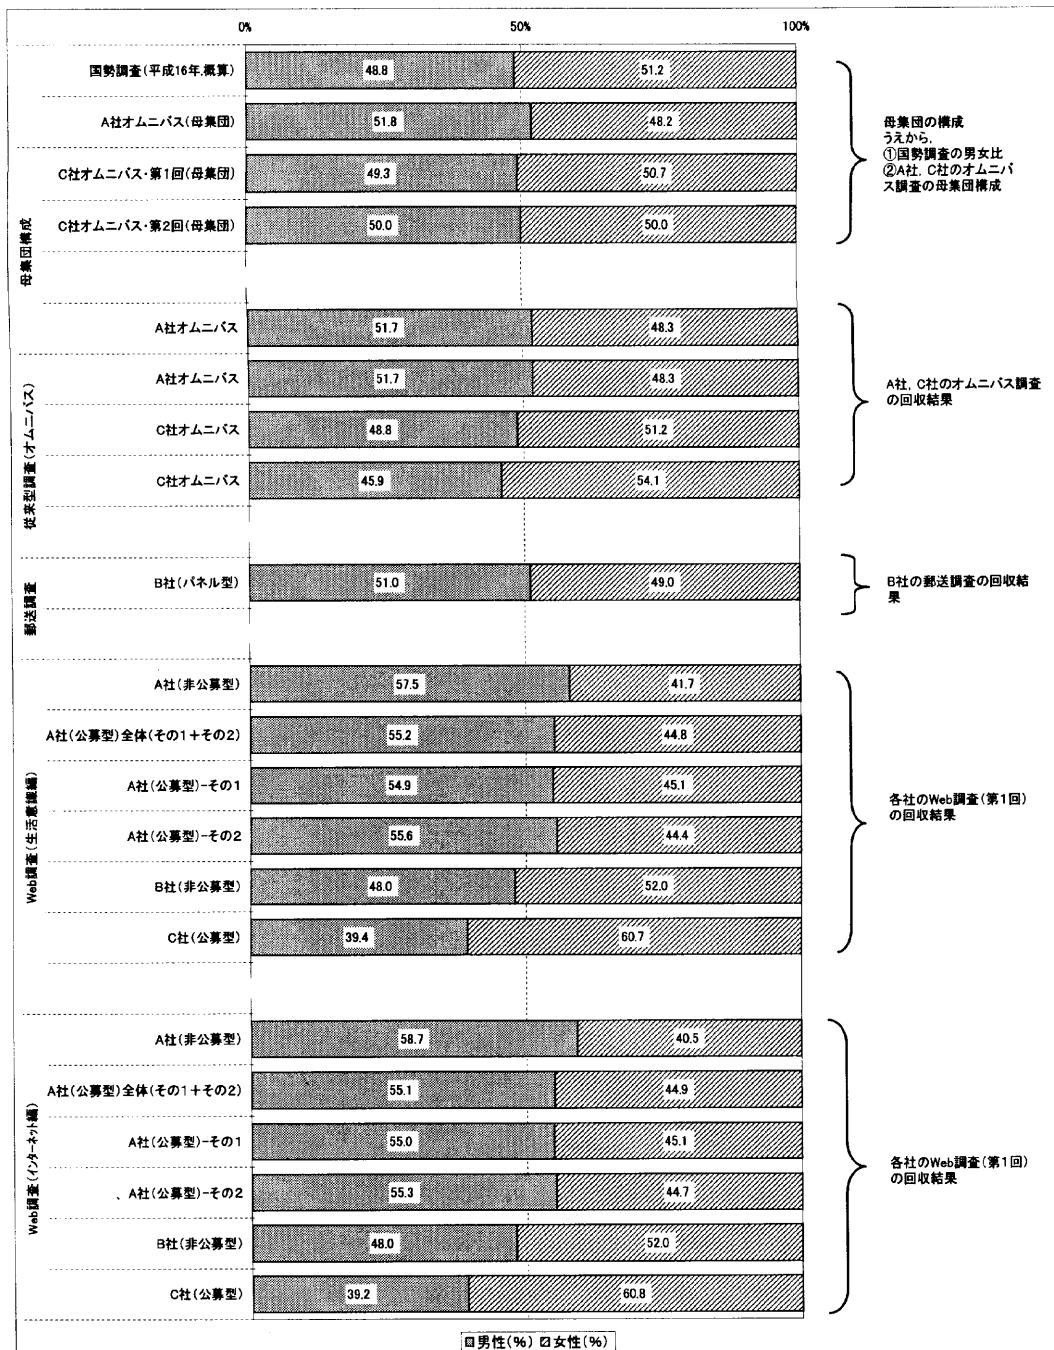 0% 50% 100%
母集団構成
国勢調査(平成16年,概算) 48.8 51.2
A社オムニバス(母集団) 51.8 48.2
C社オムニバス・第1回(母集団) 49.3 50.7
C社オムニバス・第2回(母集団) 50.0 50.0
母集団の構成
うえから,
①国勢調査の男女比
②A社, C社のオムニバ
ス調査の母集団構成
従来型調査(オムニバス)
A社オムニバス 51.7 48.3
A社オムニバス 51.7 48.3
C社オムニバス 48.8 51.2
C社オムニバス 45.9 54.1
A社, C社のオムニバス調査
の回収結果
郵送調査
B社(パネル型) 51.0 49.0
B社の郵送調査の回収結
果
Web調査(生活意識編)
A社(非公募型) 57.5 41.7
A社(公募型)全体(その1+その2) 55.2 44.8
A社(公募型)-その1 54.9 45.1
A社(公募型)-その2 55.6 44.4
B社(非公募型) 48.0 52.0
C社(公募型) 39.4 60.7
各社のWeb調査(第1回)
の回収結果
Web調査(インターネット編)
A社(非公募型) 58.7 40.5
A社(公募型)全体(その1+その2) 55.1 44.9
A社(公募型)-その1 55.0 45.1
、A社(公募型)-その2 55.3 44.7
B社(非公募型) 48.0 52.0
C社(公募型) 39.2 60.8
各社のWeb調査(第1回)
の回収結果
男性(%) 女性(%)